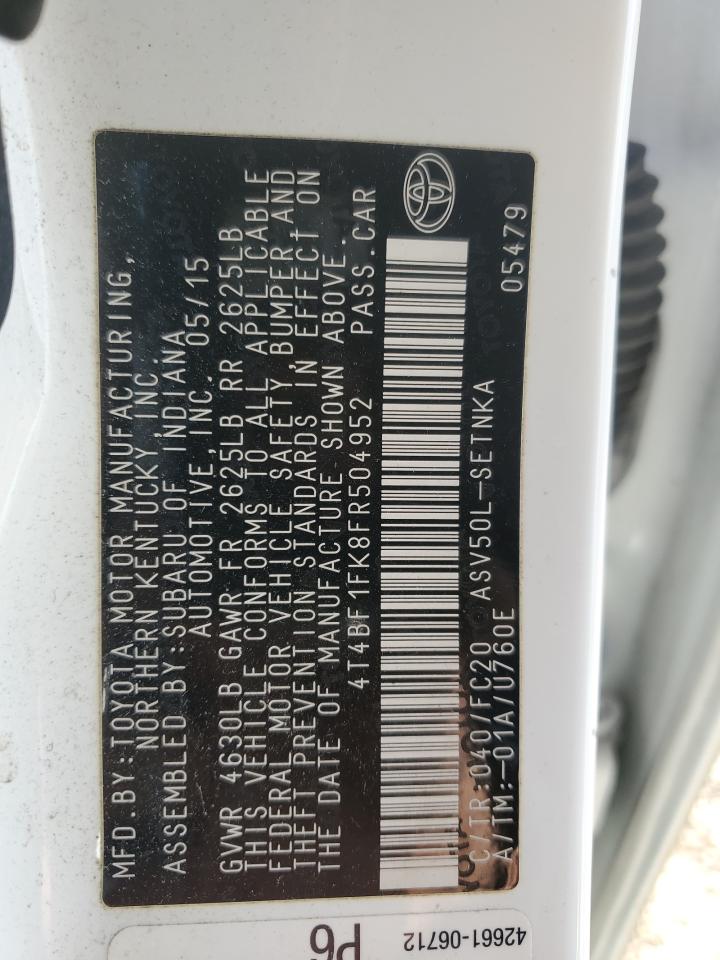 MFD.BY:TOYOTA MOTOR MANUFACTURING,
NORTHERN KENTUCKY, INC.
ASSEMBLED BY:SUBARU OF INDIANA
AUTOMOTIVE, INC. 05/15
GVWR 4630LB GAWR FR 2625LB RR 2625LB
THIS VEHICLE CONFORMS TO ALL APPLICABLE
FEDERAL MOTOR VEHICLE SAFETY, BUMPER, AND
THEFT PREVENTION STANDARDS IN EFFECT ON
THE DATE OF MANUFACTURE SHOWN ABOVE.
4T4BF1FK8FR504952 PASS.CAR
C/TR:040/FC20 ASV50L-SETNKA
A/TM:-01A/U760E 05479
42661-06712
P6